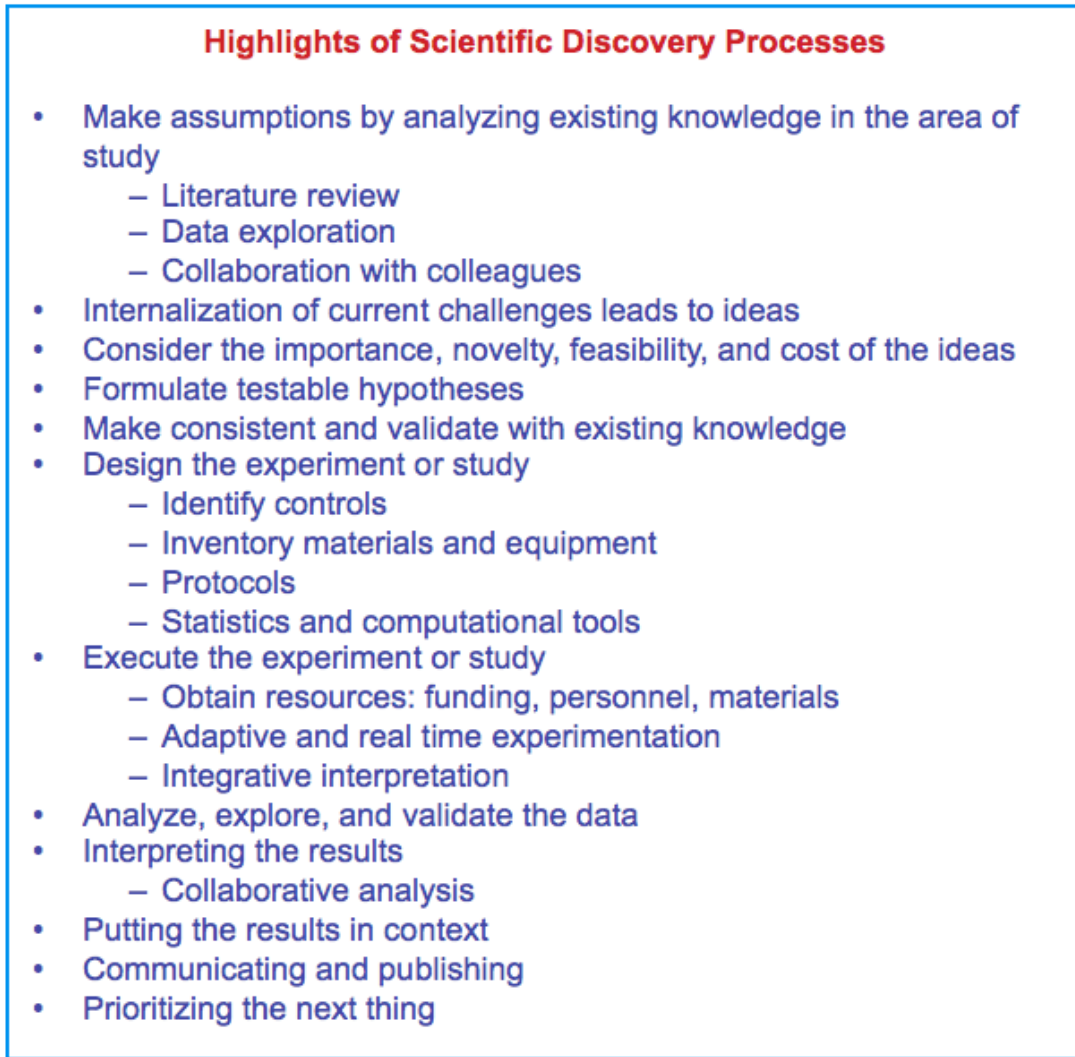 Highlights of Scientific Discovery Processes
• Make assumptions by analyzing existing knowledge in the area of
study
– Literature review
– Data exploration
– Collaboration with colleagues
• Internalization of current challenges leads to ideas
• Consider the importance, novelty, feasibility, and cost of the ideas
• Formulate testable hypotheses
• Make consistent and validate with existing knowledge
• Design the experiment or study
– Identify controls
– Inventory materials and equipment
– Protocols
– Statistics and computational tools
• Execute the experiment or study
– Obtain resources: funding, personnel, materials
– Adaptive and real time experimentation
– Integrative interpretation
• Analyze, explore, and validate the data
• Interpreting the results
– Collaborative analysis
• Putting the results in context
• Communicating and publishing
• Prioritizing the next thing